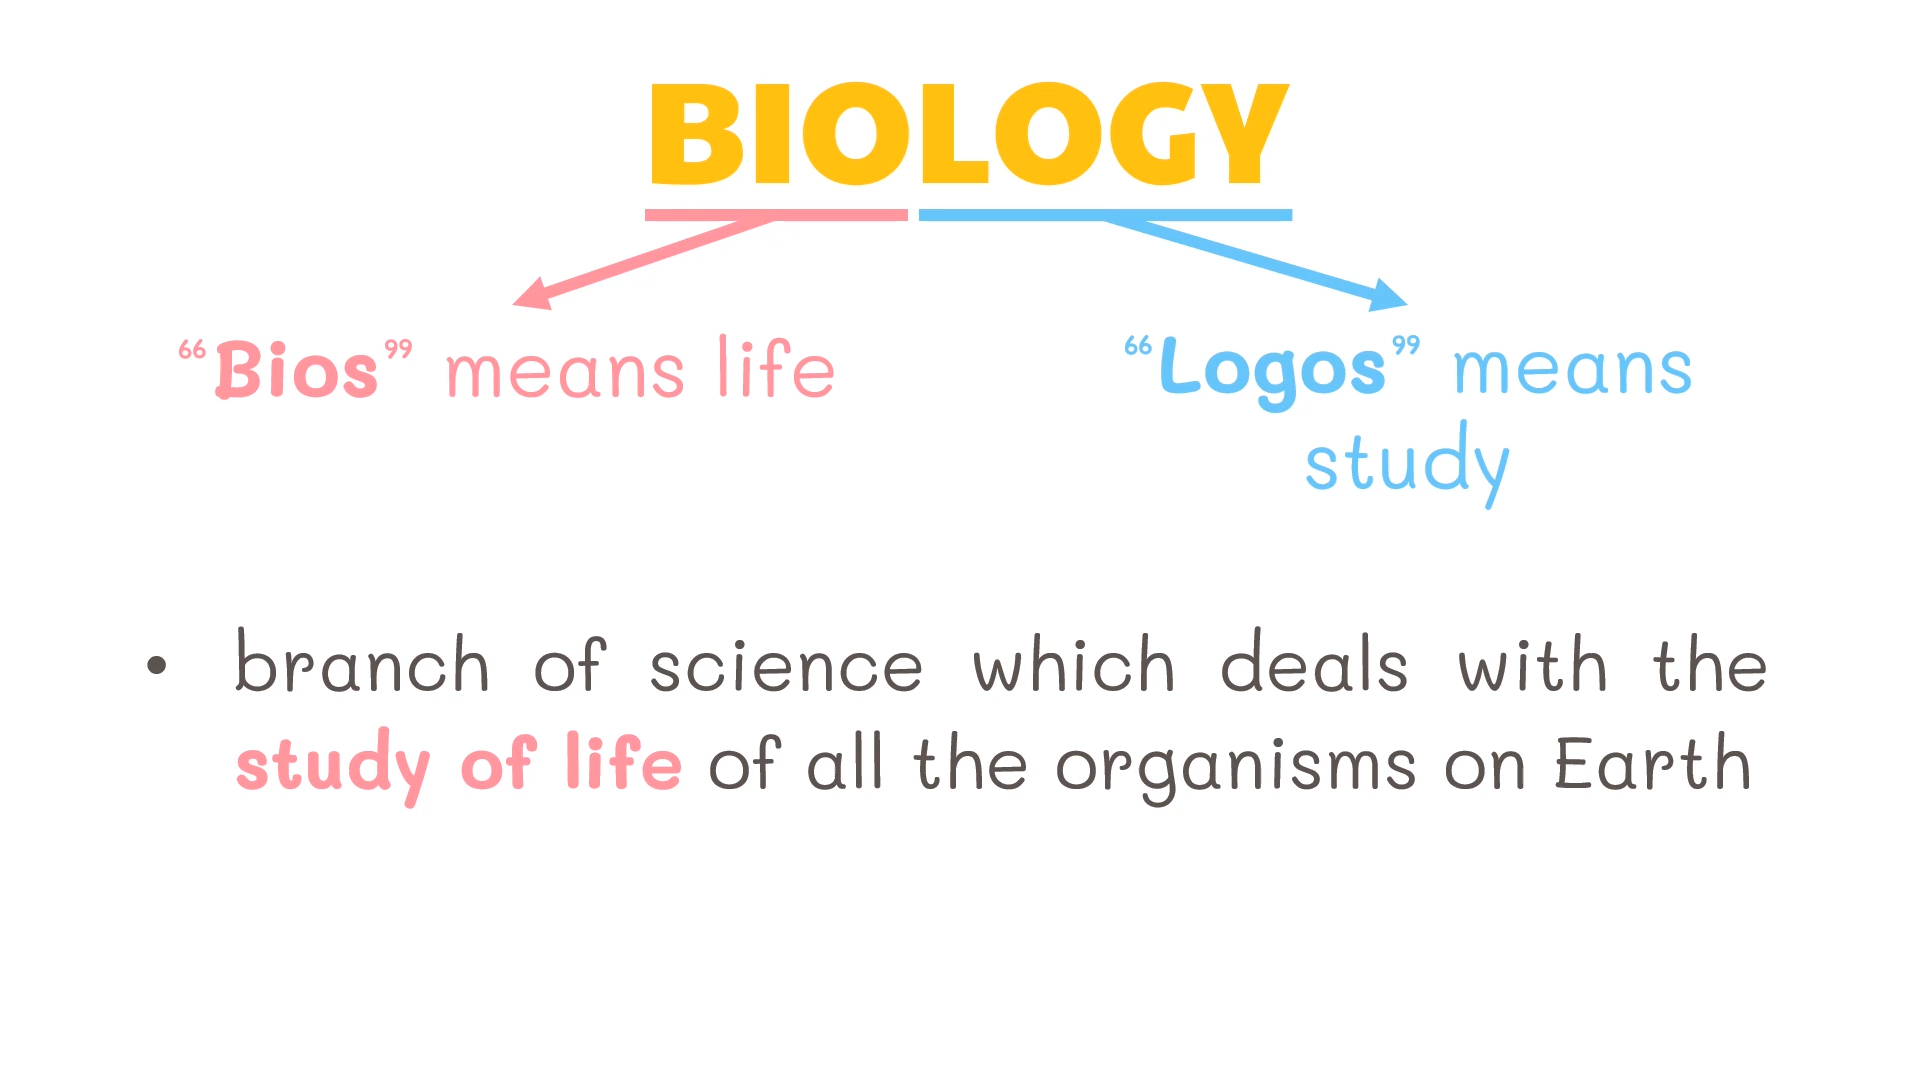 BIOLOGY
“Bios” means life
“Logos” means
study
• branch of science which deals with the
study of life of all the organisms on Earth